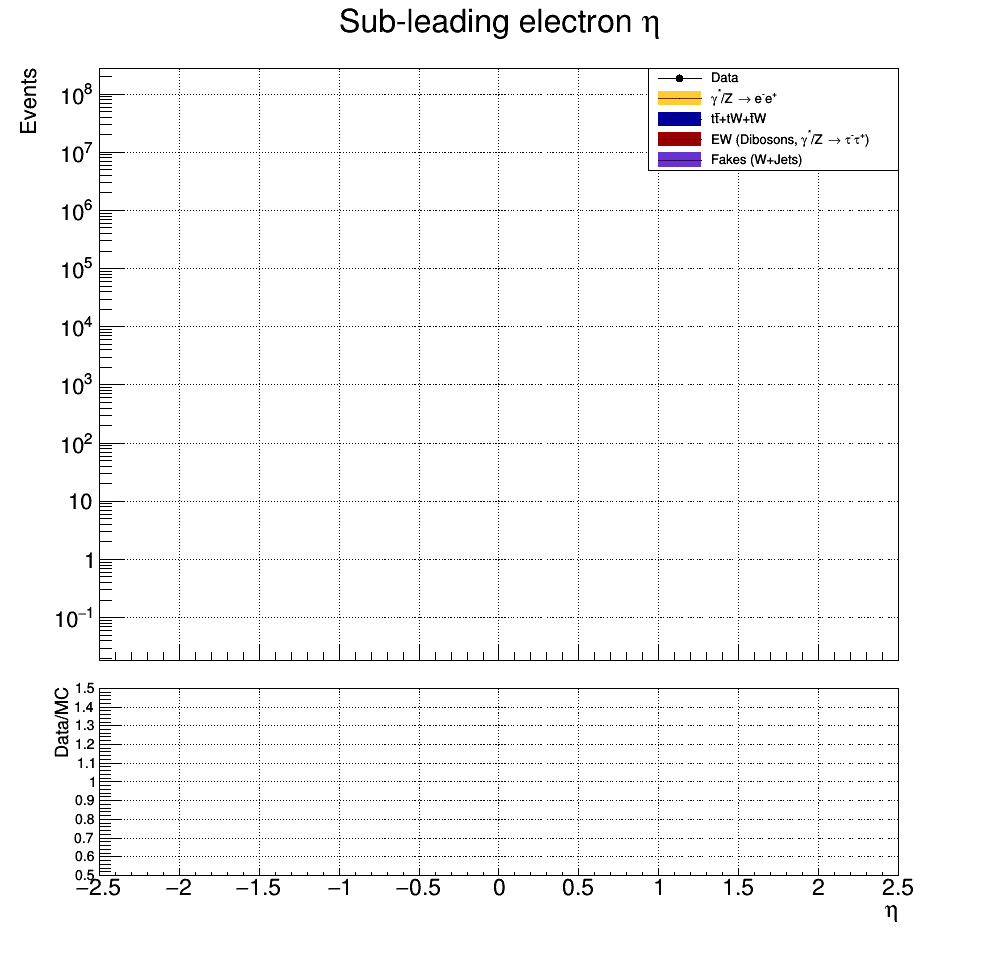 Sub-leading electron η
Events
Data
γ*/Z → e⁻e⁺
tt̄+tW+t̄W
EW (Dibosons, γ*/Z → τ⁻τ⁺)
Fakes (W+Jets)
10⁸
10⁷
10⁶
10⁵
10⁴
10³
10²
10
1
10⁻¹
Data/MC
1.5
1.4
1.3
1.2
1.1
1
0.9
0.8
0.7
0.6
0.5
−2.5 −2 −1.5 −1 −0.5 0 0.5 1 1.5 2 2.5
η